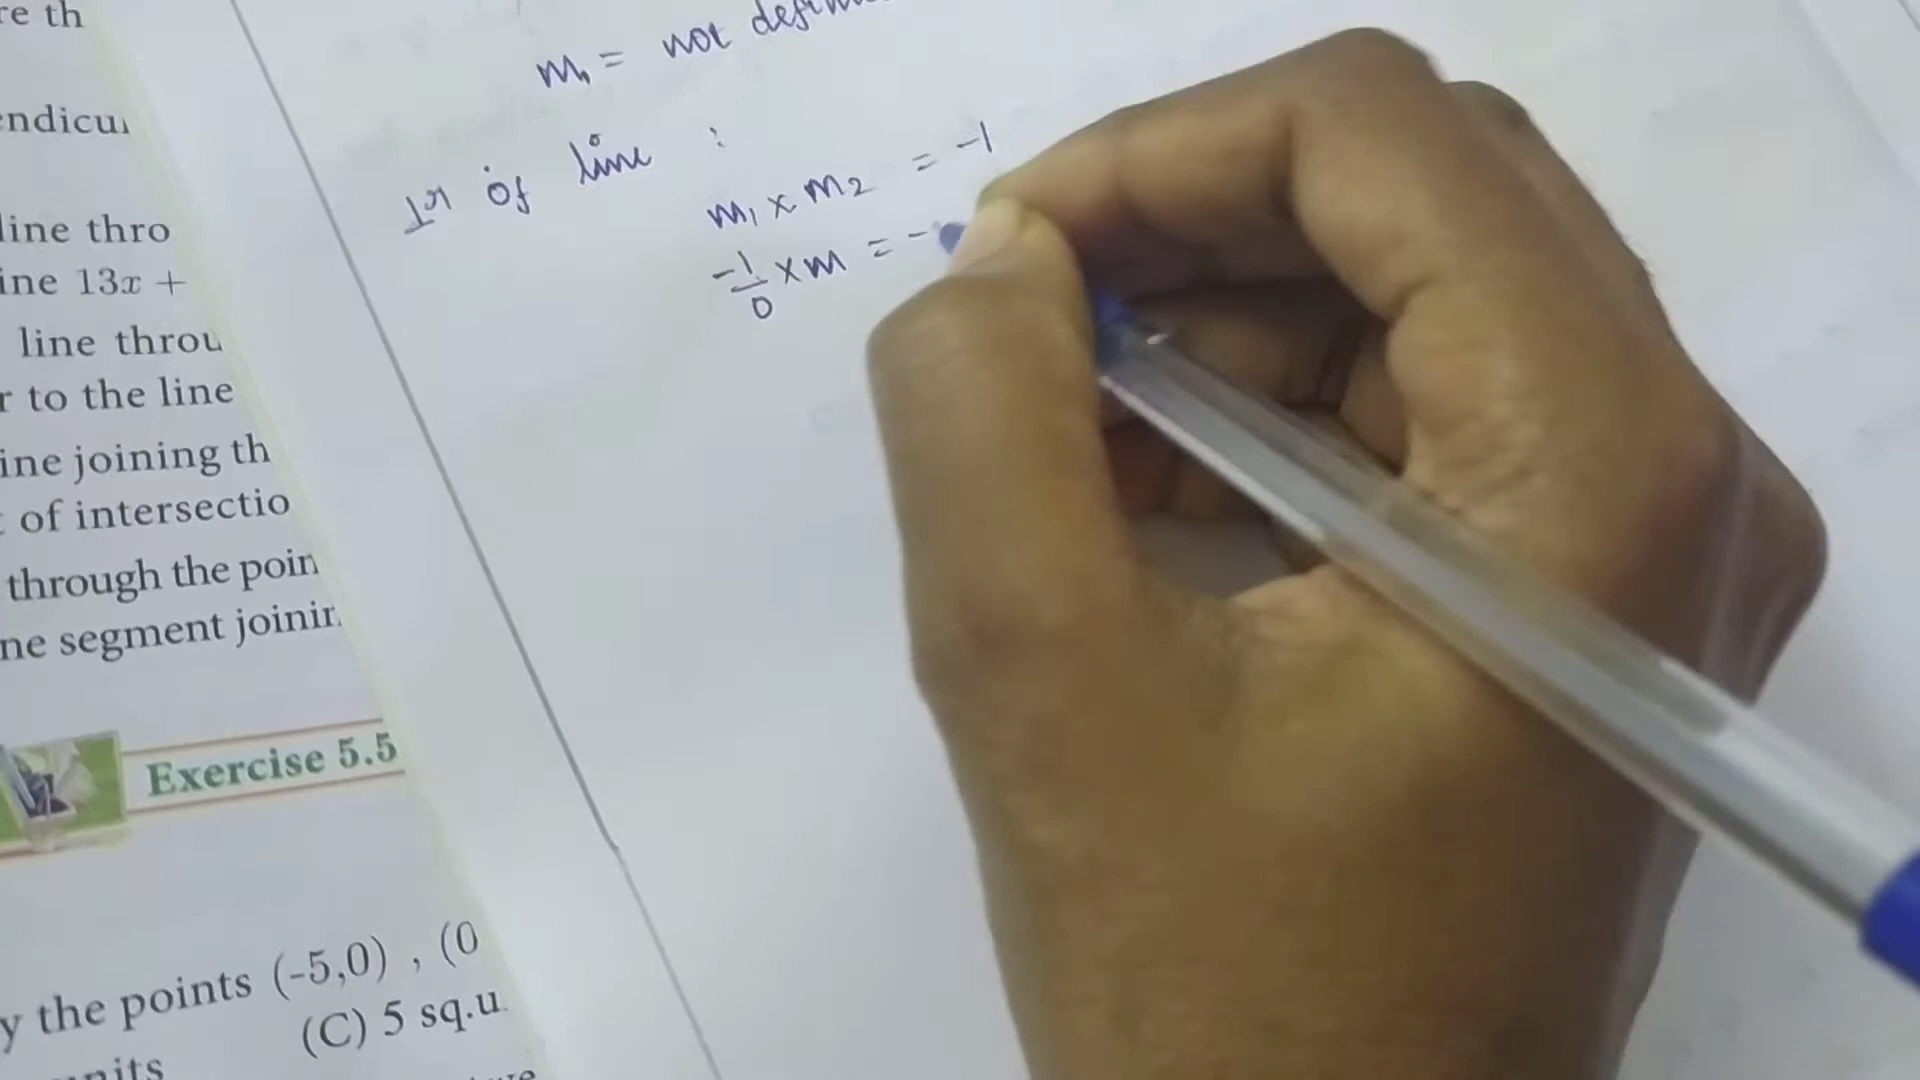 re th
endicu
line thro
ine 13x +
line throu
r to the line
ine joining th
t of intersectio
through the poin
ne segment joinin
Exercise 5.5
y the points (-5,0) , (0
(C) 5 sq.u
units
m₁ = not defin
⊥r of line :
m₁ × m₂ = -1
-1/0 × m = -